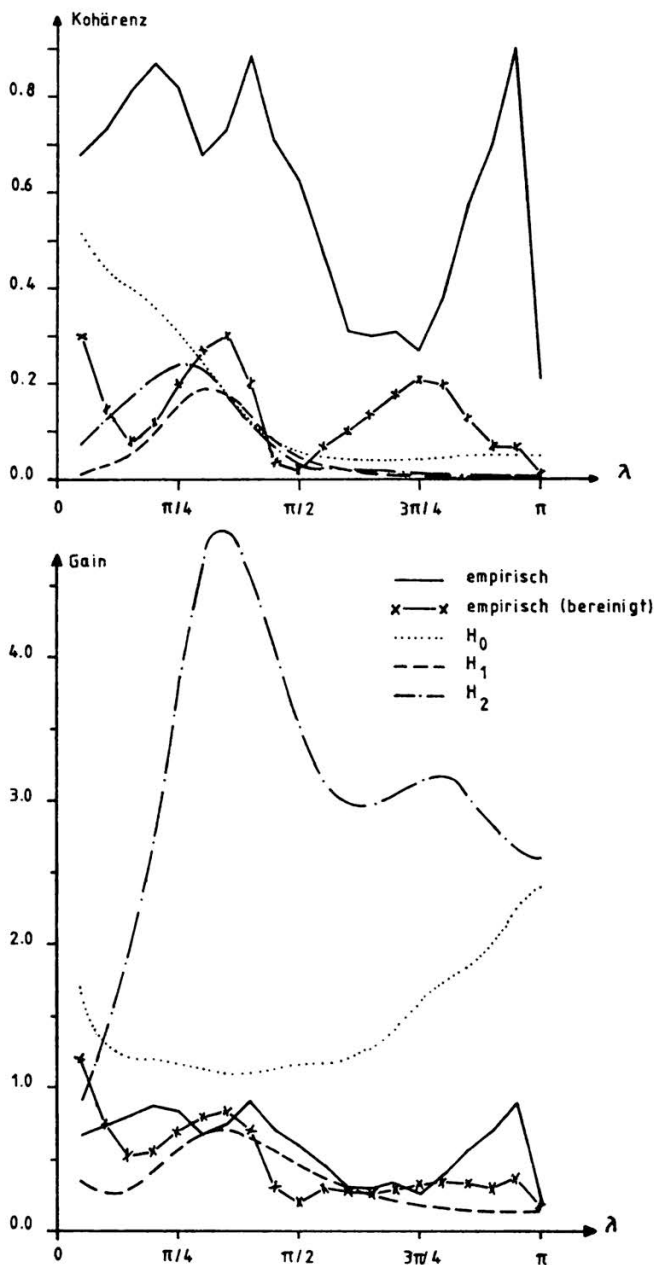 Kohärenz
0.8
0.6
0.4
0.2
0.0
0 π/4 π/2 3π/4 π λ
Gain
empirisch
x—x empirisch (bereinigt)
H₀
H₁
H₂
4.0
3.0
2.0
1.0
0.0
0 π/4 π/2 3π/4 π λ